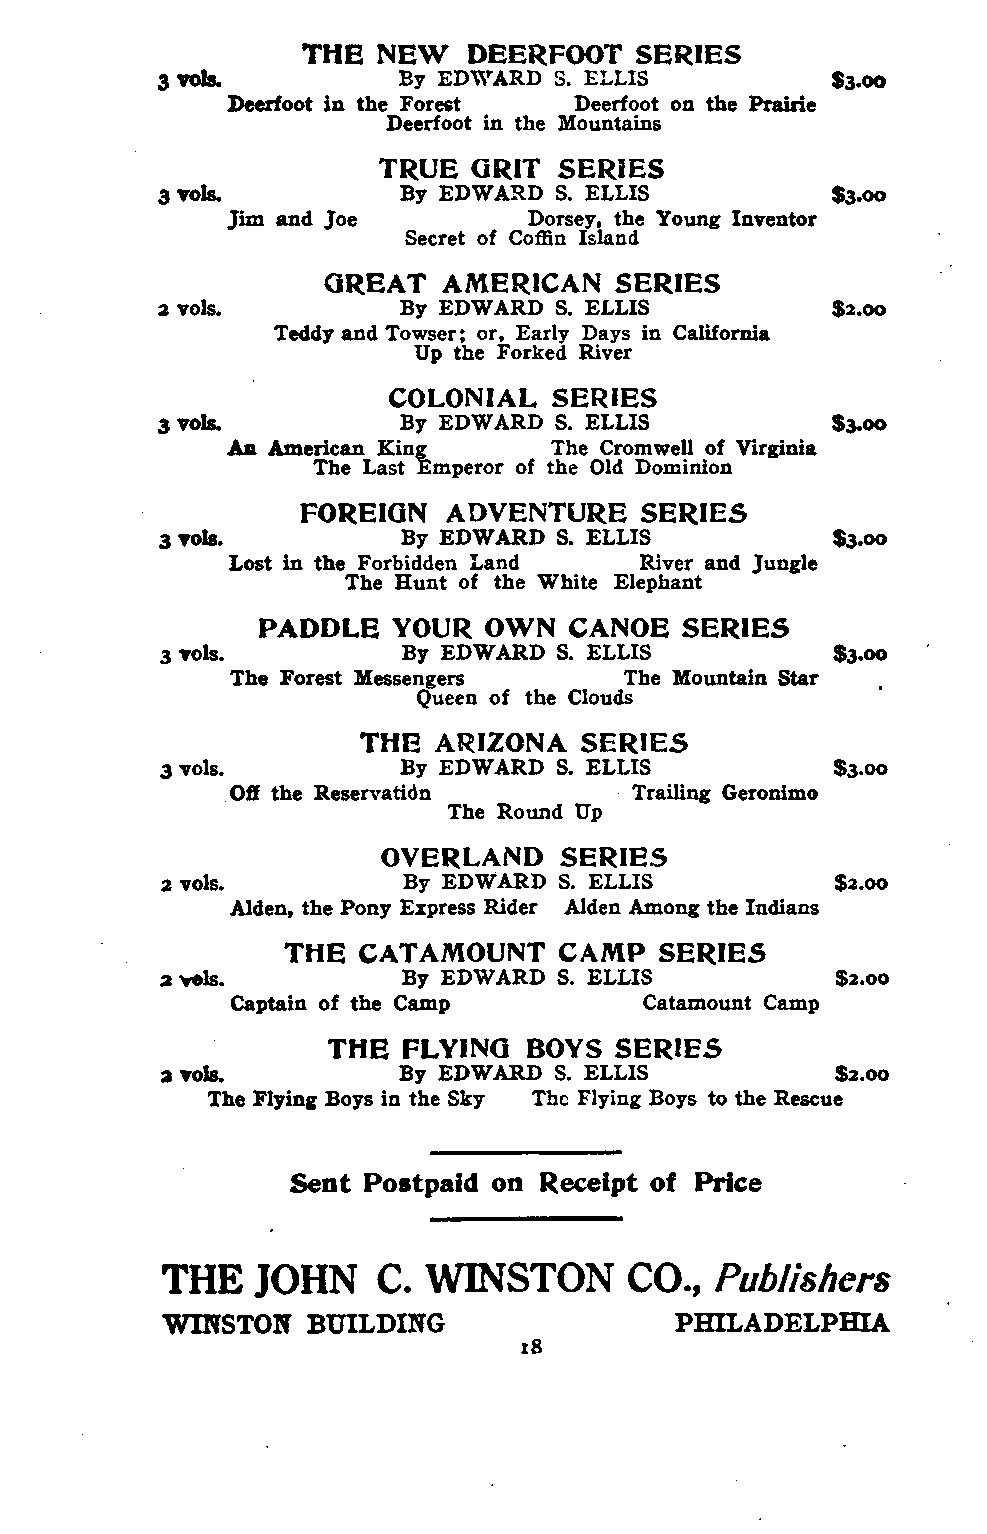 THE NEW DEERFOOT SERIES
3 vols. By EDWARD S. ELLIS $3.00
Deerfoot in the Forest Deerfoot on the Prairie
Deerfoot in the Mountains
TRUE GRIT SERIES
3 vols. By EDWARD S. ELLIS $3.00
Jim and Joe Dorsey, the Young Inventor
Secret of Coffin Island
GREAT AMERICAN SERIES
2 vols. By EDWARD S. ELLIS $2.00
Teddy and Towser; or, Early Days in California
Up the Forked River
COLONIAL SERIES
3 vols. By EDWARD S. ELLIS $3.00
An American King The Cromwell of Virginia
The Last Emperor of the Old Dominion
FOREIGN ADVENTURE SERIES
3 vols. By EDWARD S. ELLIS $3.00
Lost in the Forbidden Land River and Jungle
The Hunt of the White Elephant
PADDLE YOUR OWN CANOE SERIES
3 vols. By EDWARD S. ELLIS $3.00
The Forest Messengers The Mountain Star
Queen of the Clouds
THE ARIZONA SERIES
3 vols. By EDWARD S. ELLIS $3.00
Off the Reservation Trailing Geronimo
The Round Up
OVERLAND SERIES
2 vols. By EDWARD S. ELLIS $2.00
Alden, the Pony Express Rider Alden Among the Indians
THE CATAMOUNT CAMP SERIES
2 vols. By EDWARD S. ELLIS $2.00
Captain of the Camp Catamount Camp
THE FLYING BOYS SERIES
2 vols. By EDWARD S. ELLIS $2.00
The Flying Boys in the Sky The Flying Boys to the Rescue
Sent Postpaid on Receipt of Price
THE JOHN C. WINSTON CO., Publishers
WINSTON BUILDING PHILADELPHIA
18